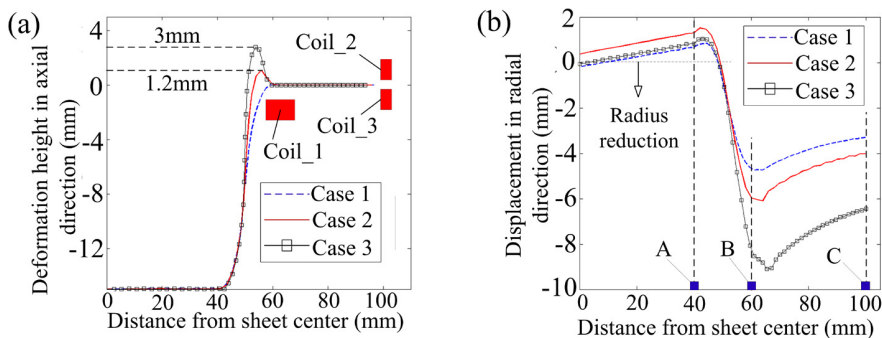 (a)
Deformation height in axial
direction (mm)
4
0
-4
-8
-12
3mm
1.2mm
Coil_2
Coil_3
Coil_1
Case 1
Case 2
Case 3
0 20 40 60 80 100
Distance from sheet center (mm)
(b)
Displacement in radial
direction (mm)
2
0
-2
-4
-6
-8
-10
Case 1
Case 2
Case 3
Radius
reduction
A
B
C
0 20 40 60 80 100
Distance from sheet center (mm)